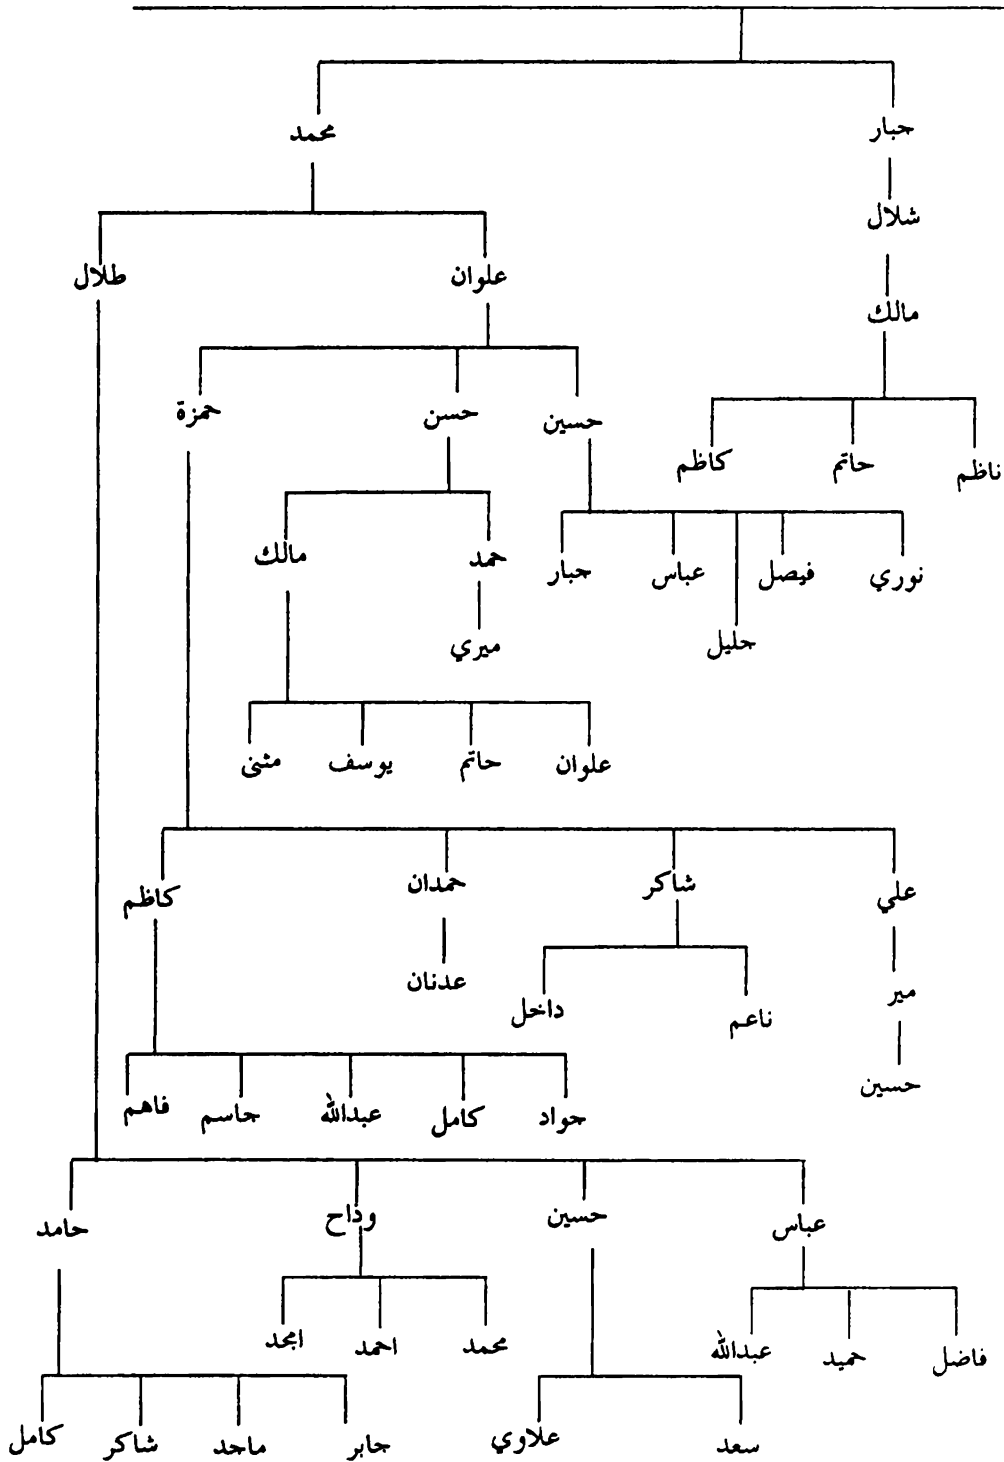 جبار محمد
شلال
علوان طلال
مالك
حسين حسن حمزة
ناظم حاتم كاظم
حمد مالك
نوري فيصل عباس جبار
جليل
ميري
علوان حاتم يوسف مثنى
علي شاكر حمدان كاظم
مير
عدنان
ناعم داخل
حسين
جواد كامل عبدالله جاسم فاهم
عباس حسين وذاح حامد
محمد احمد امجد
فاضل حميد عبدالله
سعد علاوي جابر ماجد شاكر كامل